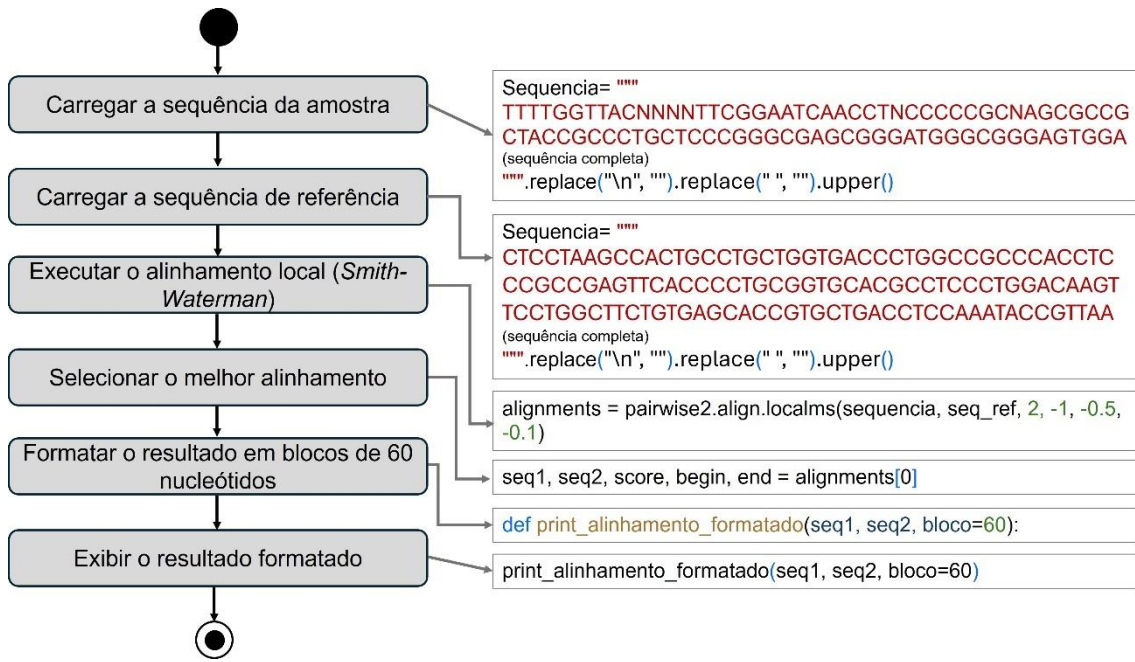 Carregar a sequência da amostra
Carregar a sequência de referência
Executar o alinhamento local (Smith-
Waterman)
Selecionar o melhor alinhamento
Formatar o resultado em blocos de 60
nucleótidos
Exibir o resultado formatado
Sequencia= """
TTTTGGTTACNNNNTTCGGAATCAACCTNCCCCCGCNAGCGCCG
CTACCGCCCTGCTCCCGGGCGAGCGGGATGGGCGGGAGTGGA
(sequência completa)
""".replace("\n", "").replace(" ", "").upper()
Sequencia= """
CTCCTAAGCCACTGCCTGCTGGTGACCCTGGCCGCCCACCTC
CCGCCGAGTTCACCCCTGCGGTGCACGCCTCCCTGGACAAGT
TCCTGGCTTCTGTGAGCACCGTGCTGACCTCCAAATACCGTTAA
(sequência completa)
""".replace("\n", "").replace(" ", "").upper()
alignments = pairwise2.align.localms(sequencia, seq_ref, 2, -1, -0.5,
-0.1)
seq1, seq2, score, begin, end = alignments[0]
def print_alinhamento_formatado(seq1, seq2, bloco=60):
print_alinhamento_formatado(seq1, seq2, bloco=60)